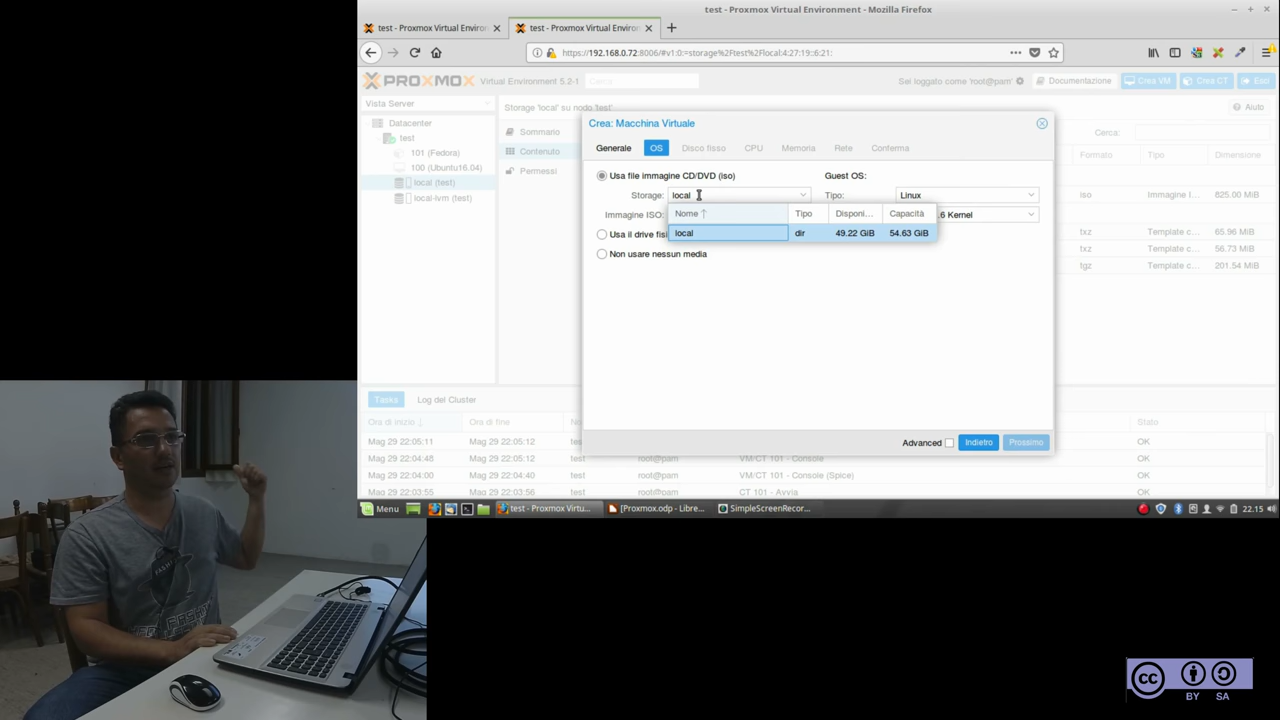 test - Proxmox Virtual Environment - Mozilla Firefox
test - Proxmox Virtual Environ
test - Proxmox Virtual Environ
https://192.168.0.72:8006/#v1:0:=storage%2Ftest%2Flocal:4:27:19::6:21:
PROXMOX Virtual Environment 5.2-1 Cerca Sei loggato come 'root@pam' Documentazione Crea VM Crea CT Esci
Vista Server
Storage 'local' su nodo 'test'
Aiuto
Datacenter
test
101 (Fedora)
100 (Ubuntu16.04)
local (test)
local-lvm (test)
Sommario
Contenuto
Permessi
Cerca:
Formato Tipo Dimensione
iso Immagine I... 825.00 MiB
txz Template c... 65.96 MiB
txz Template c... 56.73 MiB
tgz Template c... 201.54 MiB
Crea: Macchina Virtuale
Generale OS Disco fisso CPU Memoria Rete Conferma
Usa file immagine CD/DVD (iso)
Storage: local
Immagine ISO:
Usa il drive fisi
Non usare nessun media
Guest OS:
Tipo: Linux
.6 Kernel
Nome Tipo Disponi... Capacità
local dir 49.22 GiB 54.63 GiB
Advanced Indietro Prossimo
Tasks Log del Cluster
Ora di inizio Ora di fine No Stato
Mag 29 22:05:11 Mag 29 22:05:12 test OK
Mag 29 22:04:48 Mag 29 22:05:12 test root@pam VM/CT 101 - Console OK
Mag 29 22:04:00 Mag 29 22:04:43 test root@pam VM/CT 101 - Console (Spice) OK
Mag 29 22:03:55 Mag 29 22:03:56 test root@pam CT 101 - Avvia OK
Menu test - Proxmox Virtu... [Proxmox.odp - Libre... SimpleScreenRecor... 22.15
cc
BY SA